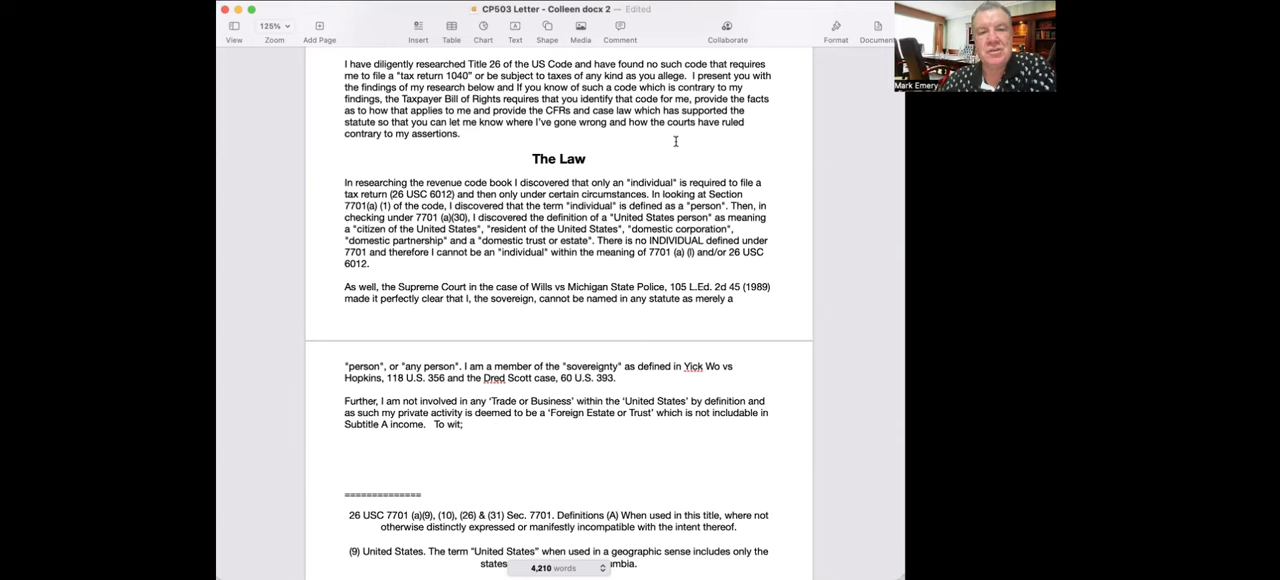 CP503 Letter - Colleen docx 2 — Edited
125%
View
Zoom
Add Page
Insert
Table
Chart
Text
Shape
Media
Comment
Collaborate
Format
Document
Mark Emery
I have diligently researched Title 26 of the US Code and have found no such code that requires
me to file a "tax return 1040" or be subject to taxes of any kind as you allege. I present you with
the findings of my research below and If you know of such a code which is contrary to my
findings, the Taxpayer Bill of Rights requires that you identify that code for me, provide the facts
as to how that applies to me and provide the CFRs and case law which has supported the
statute so that you can let me know where I've gone wrong and how the courts have ruled
contrary to my assertions.
The Law
In researching the revenue code book I discovered that only an "individual" is required to file a
tax return (26 USC 6012) and then only under certain circumstances. In looking at Section
7701(a) (1) of the code, I discovered that the term "individual" is defined as a "person". Then, in
checking under 7701 (a)(30), I discovered the definition of a "United States person" as meaning
a "citizen of the United States", "resident of the United States", "domestic corporation",
"domestic partnership" and a "domestic trust or estate". There is no INDIVIDUAL defined under
7701 and therefore I cannot be an "individual" within the meaning of 7701 (a) (l) and/or 26 USC
6012.
As well, the Supreme Court in the case of Wills vs Michigan State Police, 105 L.Ed. 2d 45 (1989)
made it perfectly clear that I, the sovereign, cannot be named in any statute as merely a
"person", or "any person". I am a member of the "sovereignty" as defined in Yick Wo vs
Hopkins, 118 U.S. 356 and the Dred Scott case, 60 U.S. 393.
Further, I am not involved in any 'Trade or Business' within the 'United States' by definition and
as such my private activity is deemed to be a 'Foreign Estate or Trust' which is not includable in
Subtitle A income. To wit;
==============
26 USC 7701 (a)(9), (10), (26) & (31) Sec. 7701. Definitions (A) When used in this title, where not
otherwise distinctly expressed or manifestly incompatible with the intent thereof.
(9) United States. The term "United States" when used in a geographic sense includes only the
states
4,210 words